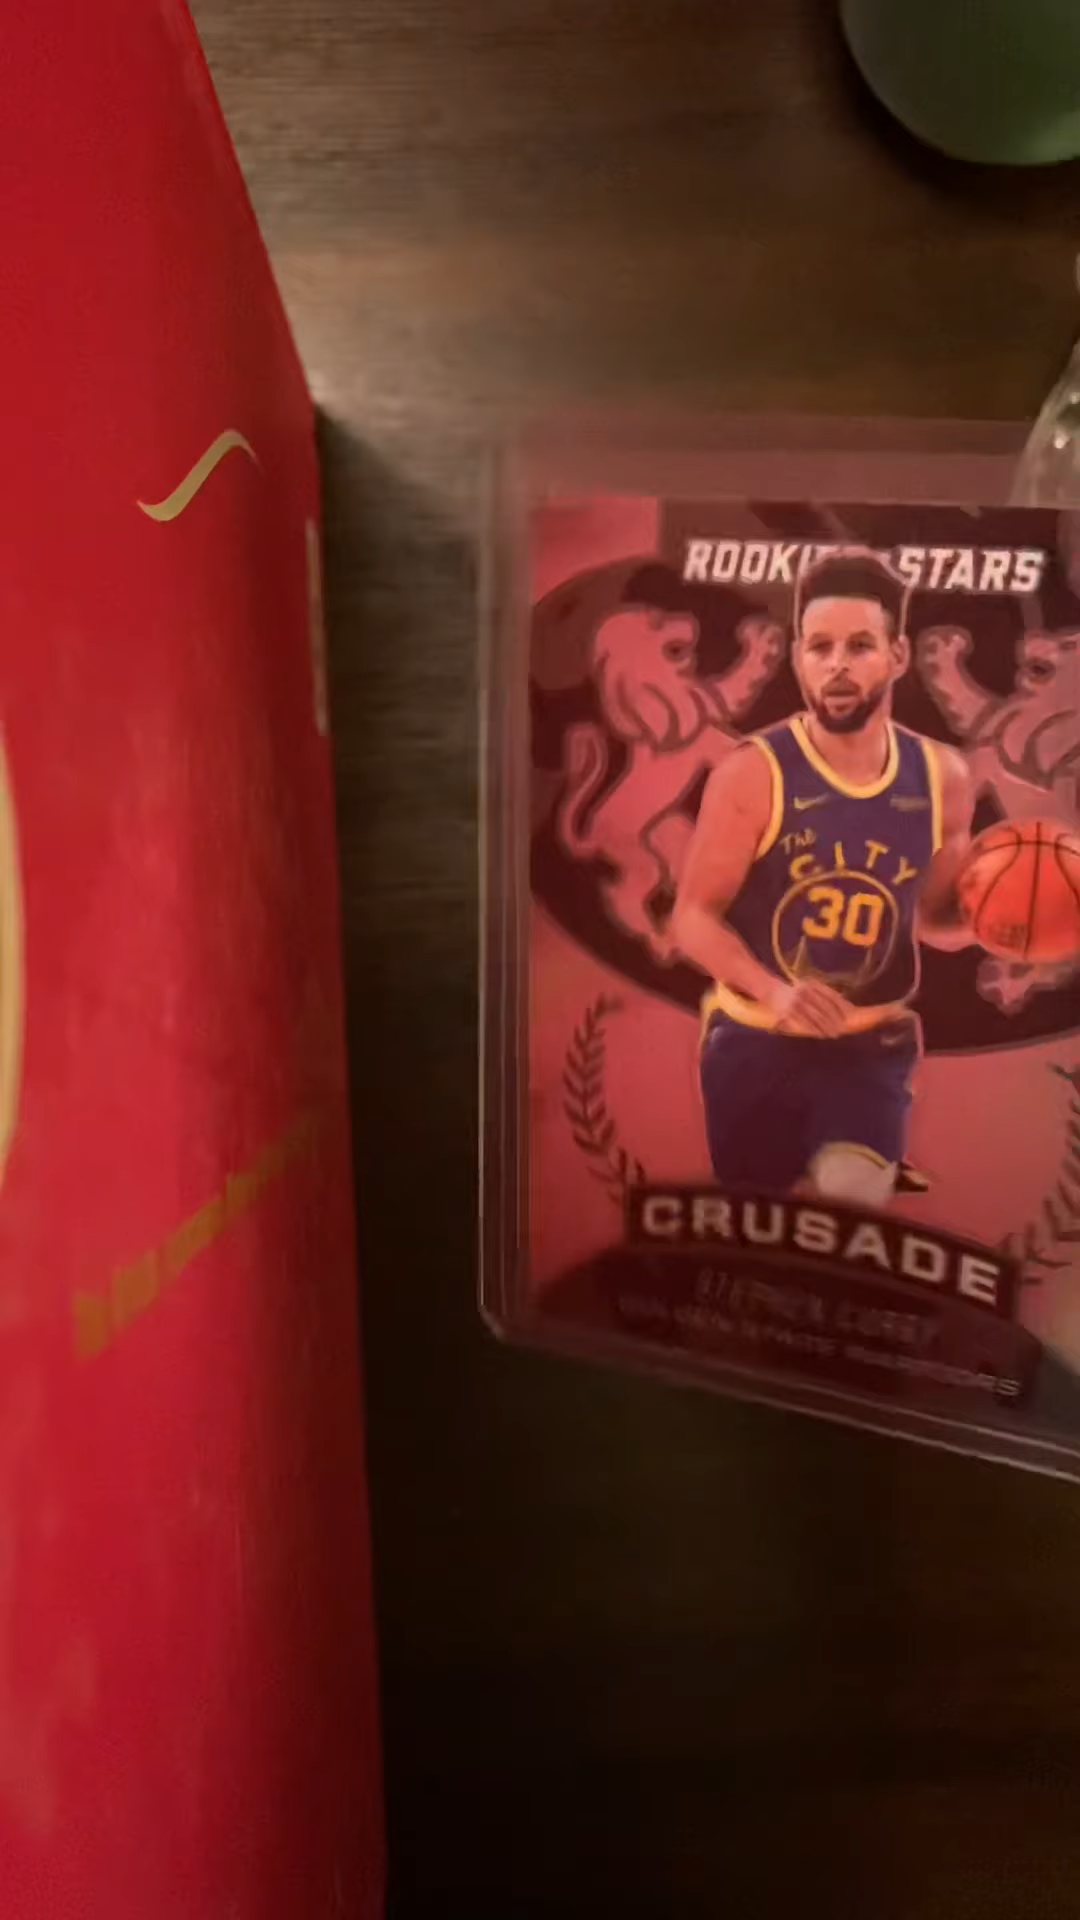 ROOKIES & STARS
The
CITY
30
CRUSADE
STEPHEN CURRY
GOLDEN STATE WARRIORS